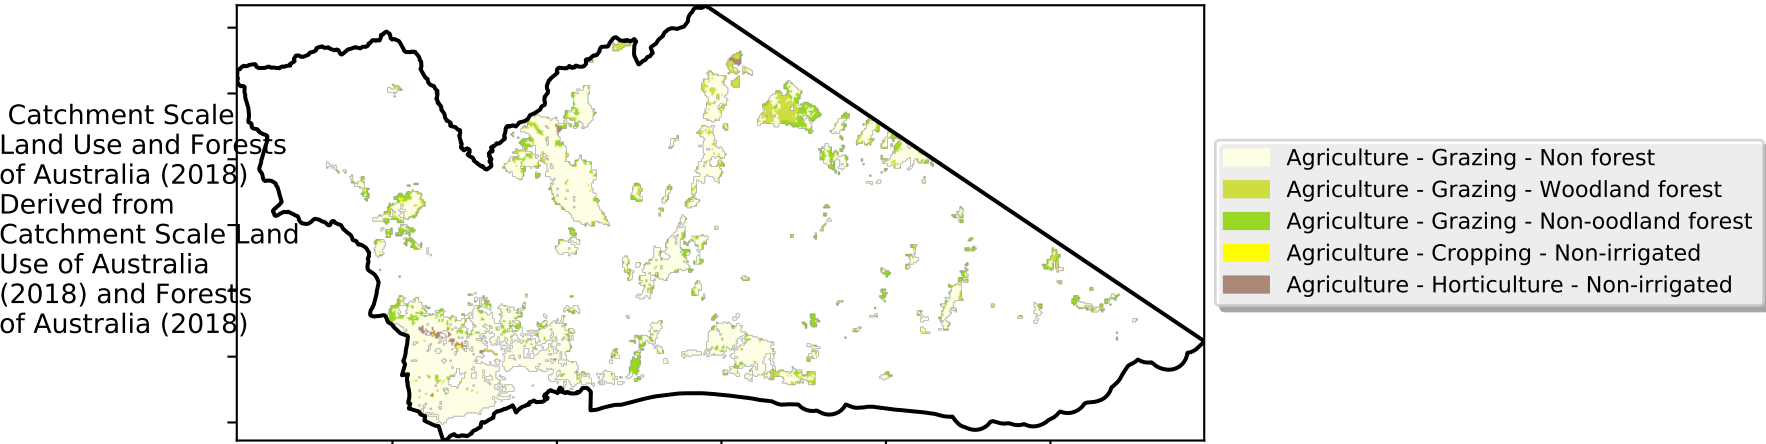 Catchment Scale
Land Use and Forests
of Australia (2018)
Derived from
Catchment Scale Land
Use of Australia
(2018) and Forests
of Australia (2018)
Agriculture - Grazing - Non forest
Agriculture - Grazing - Woodland forest
Agriculture - Grazing - Non-oodland forest
Agriculture - Cropping - Non-irrigated
Agriculture - Horticulture - Non-irrigated